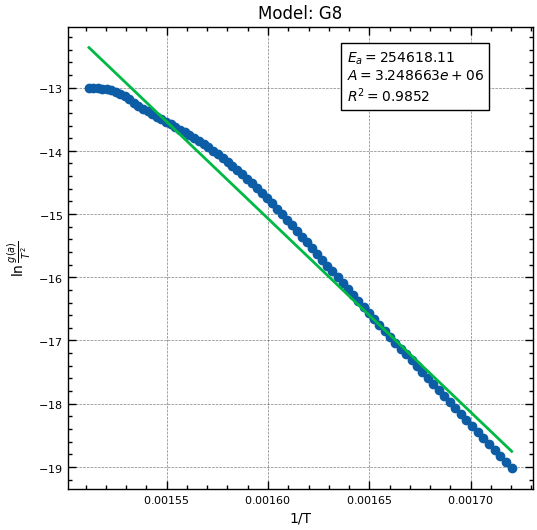 Model: G8
E_a = 254618.11
A = 3.248663e + 06
R^2 = 0.9852
−13
−14
−15
−16
−17
−18
−19
ln g(a)/T^2
0.00155
0.00160
0.00165
0.00170
1/T